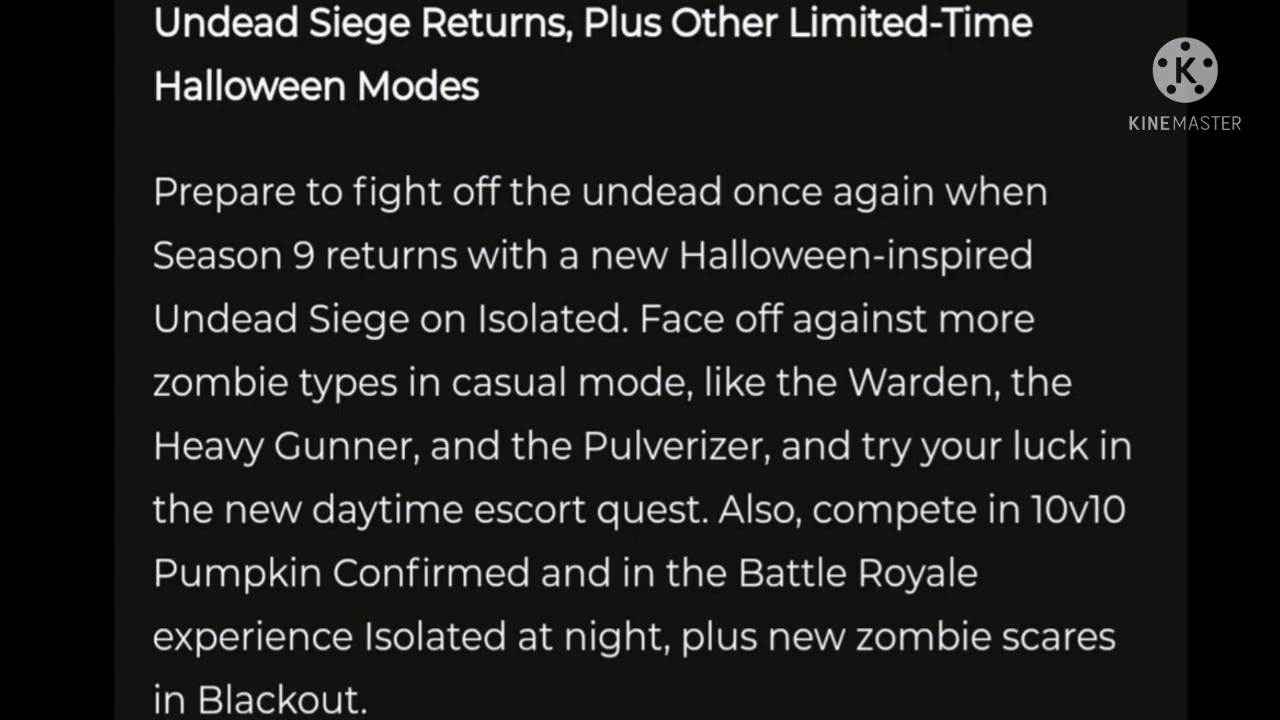 Undead Siege Returns, Plus Other Limited-Time
Halloween Modes
Prepare to fight off the undead once again when
Season 9 returns with a new Halloween-inspired
Undead Siege on Isolated. Face off against more
zombie types in casual mode, like the Warden, the
Heavy Gunner, and the Pulverizer, and try your luck in
the new daytime escort quest. Also, compete in 10v10
Pumpkin Confirmed and in the Battle Royale
experience Isolated at night, plus new zombie scares
in Blackout.
K
KINEMASTER